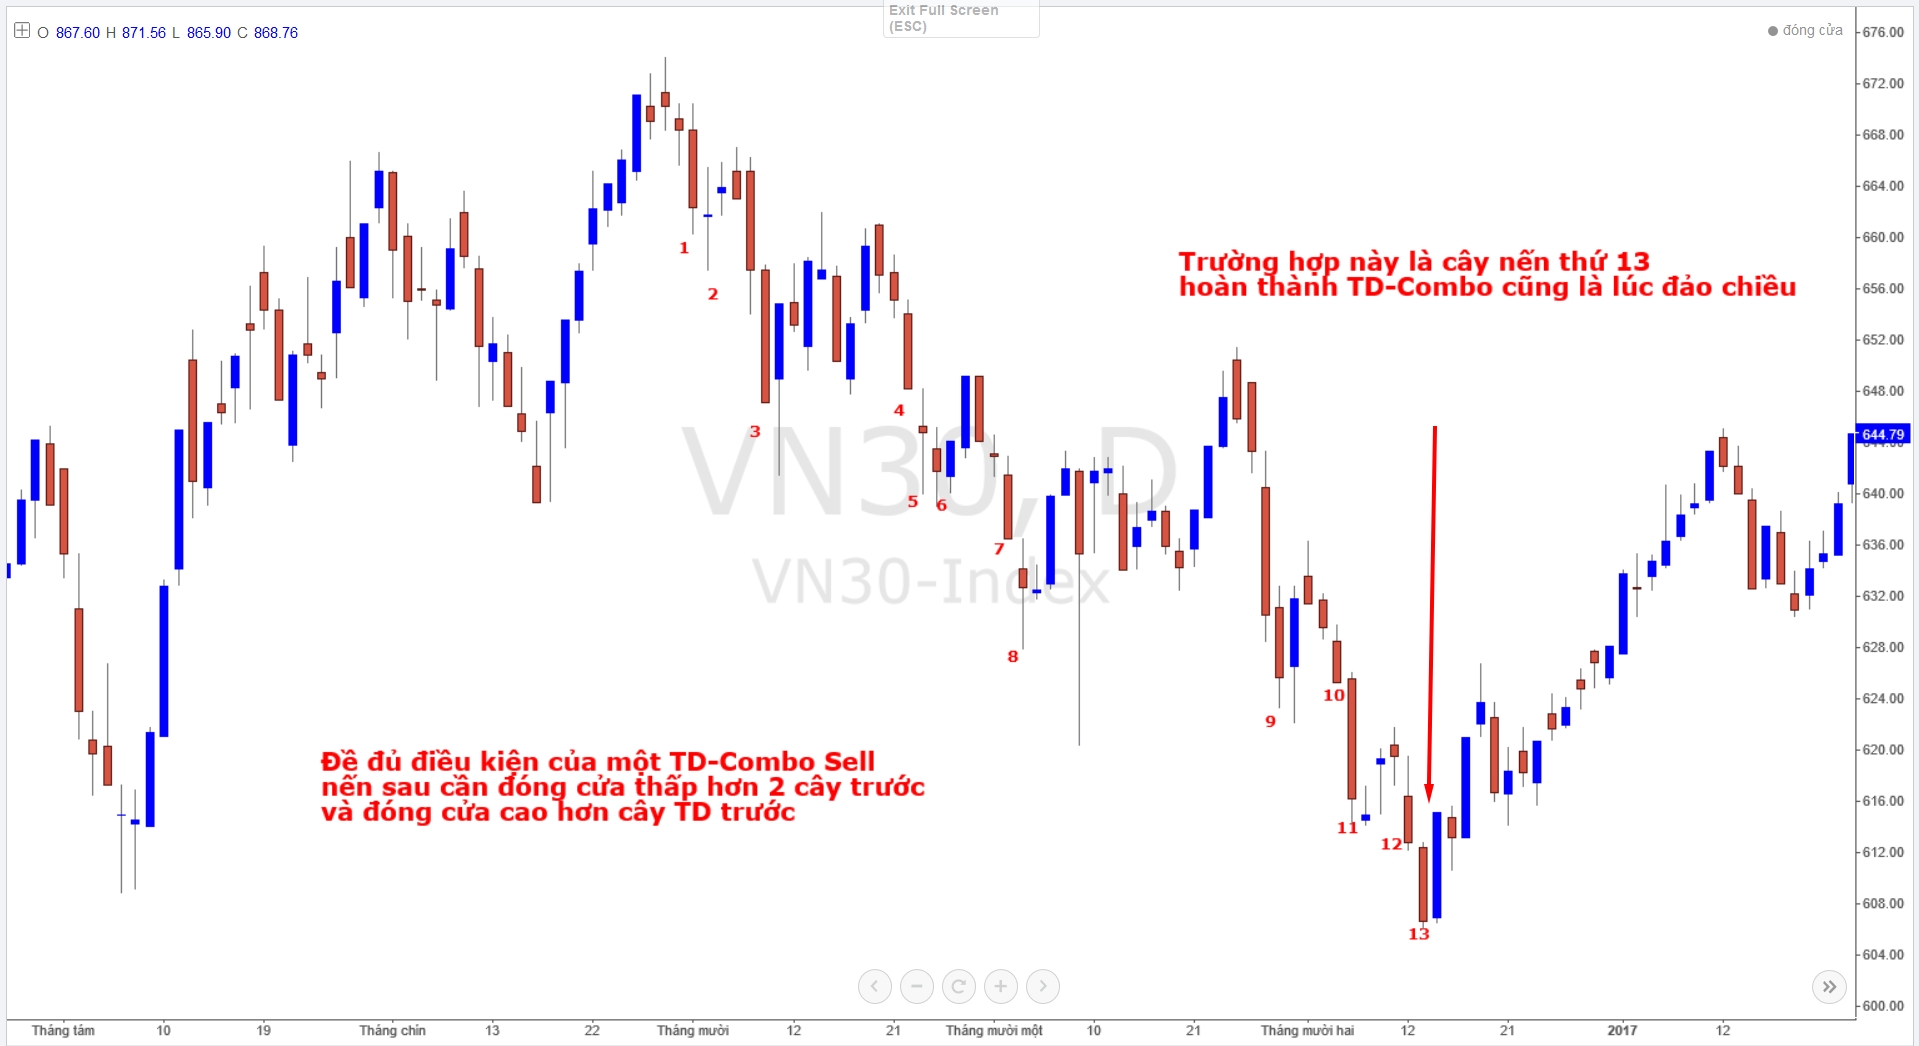 Exit Full Screen
(ESC)
O 867.60 H 871.56 L 865.90 C 868.76
đóng cửa
676.00
672.00
668.00
664.00
660.00
656.00
652.00
648.00
644.79
640.00
636.00
632.00
628.00
624.00
620.00
616.00
612.00
608.00
604.00
600.00
Trường hợp này là cây nến thứ 13
hoàn thành TD-Combo cũng là lúc đảo chiều
VN30, D
VN30-Index
1
2
3
4
5
6
7
8
9
10
11
12
13
Đề đủ điều kiện của một TD-Combo Sell
nến sau cần đóng cửa thấp hơn 2 cây trước
và đóng cửa cao hơn cây TD trước
Tháng tám 10 19 Tháng chín 13 22 Tháng mười 12 21 Tháng mười một 10 21 Tháng mười hai 12 21 2017 12